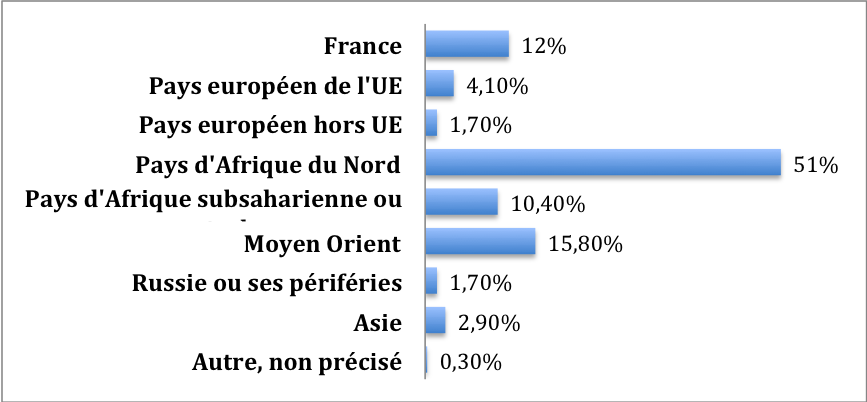 France 12%
Pays européen de l'UE 4,10%
Pays européen hors UE 1,70%
Pays d'Afrique du Nord 51%
Pays d'Afrique subsaharienne ou 10,40%
Moyen Orient 15,80%
Russie ou ses périféries 1,70%
Asie 2,90%
Autre, non précisé 0,30%